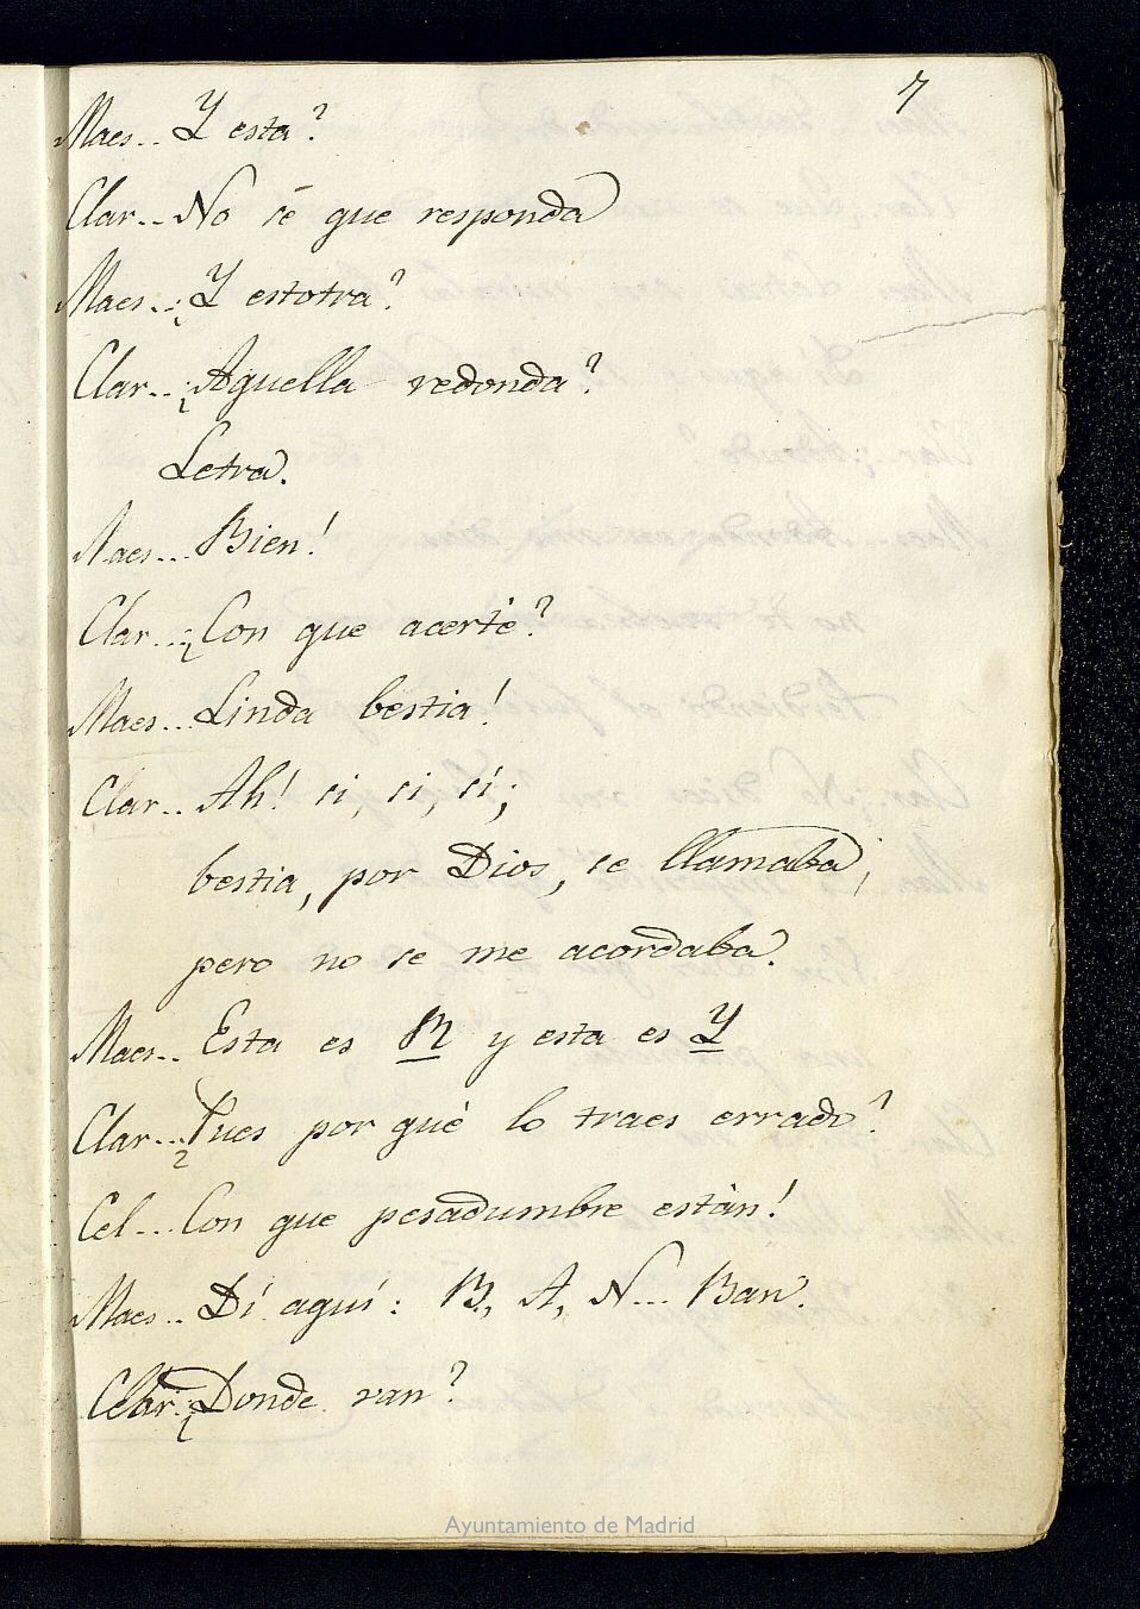 7
Maes.. Y esta?
Clar.. No sé que responda
Maes.. ¿Y estotra?
Clar.. ¿Aquella redonda?
Letra.
Maes... Bien!
Clar... ¿Con que acerté?
Maes... Linda bestia!
Clar.. Ah! si, si, sí;
bestia, por Dios, se llamaba;
pero no se me acordaba.
Maes.. Esta es R y esta es Y
Clar... ¿Pues por qué lo traes errado?
Cel... Con que pesadumbre están!
Maes.. Dí aquí: B, A, N... Ban.
Clar.. ¿Donde van?
Ayuntamiento de Madrid